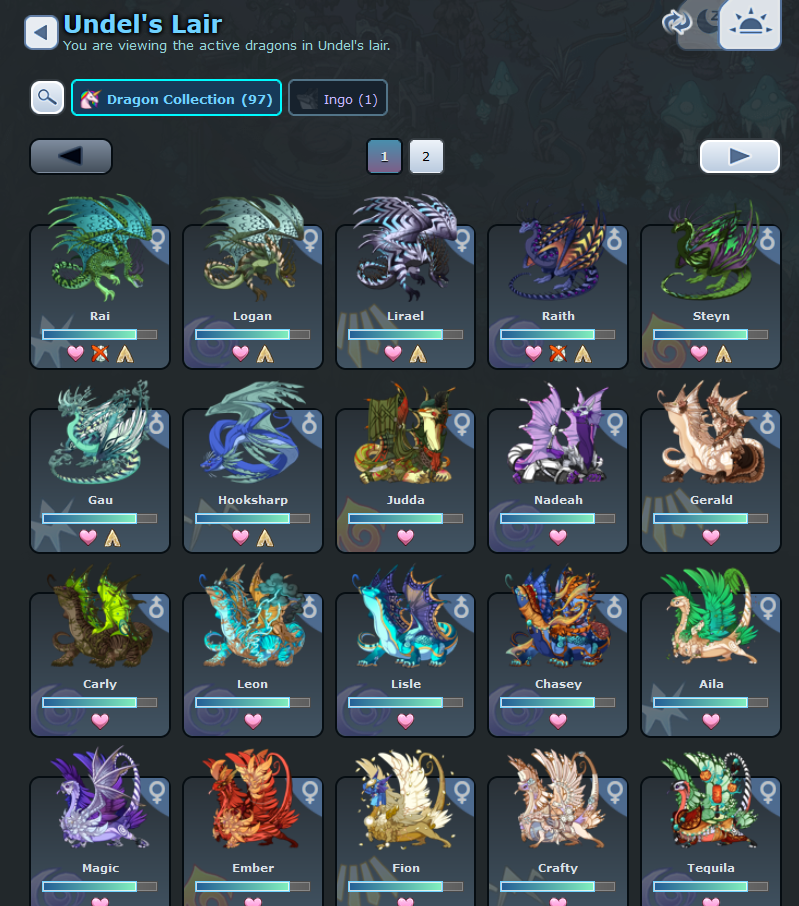 Undel's Lair
You are viewing the active dragons in Undel's lair.
Dragon Collection (97)
Ingo (1)
1
2
Rai
Logan
Lirael
Raith
Steyn
Gau
Hooksharp
Judda
Nadeah
Gerald
Carly
Leon
Lisle
Chasey
Aila
Magic
Ember
Fion
Crafty
Tequila